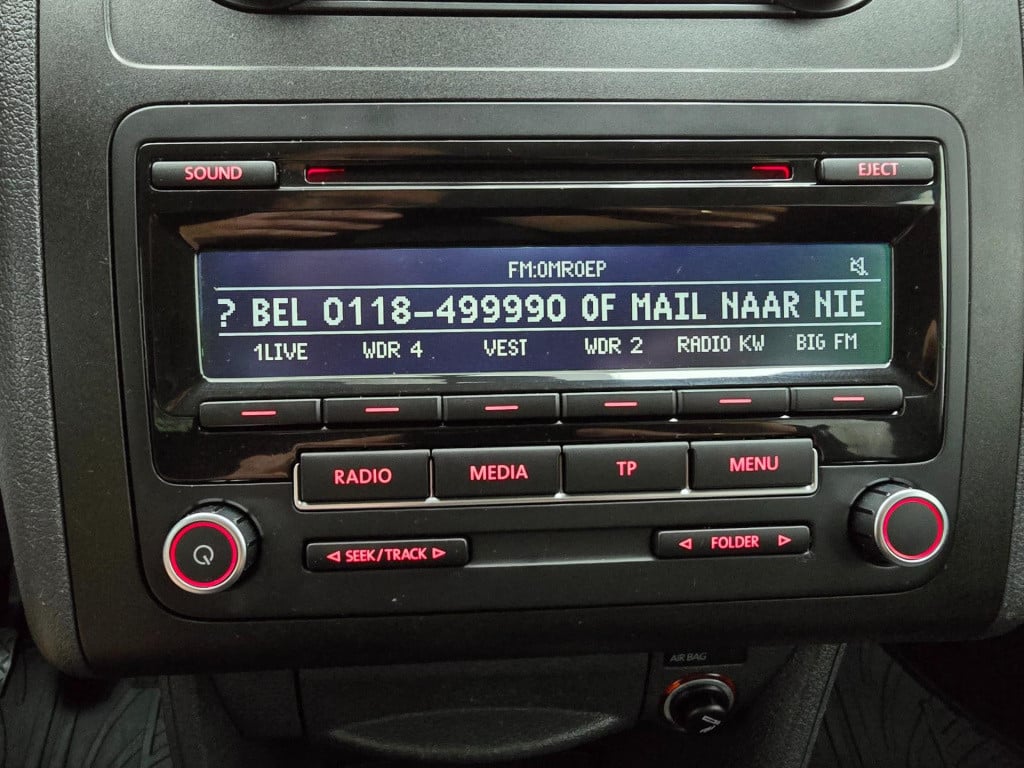 SOUND
EJECT
FM:OMROEP
? BEL 0118-499990 OF MAIL NAAR NIE
1LIVE WDR 4 VEST WDR 2 RADIO KW BIG FM
RADIO MEDIA TP MENU
SEEK/TRACK
FOLDER
AIR BAG